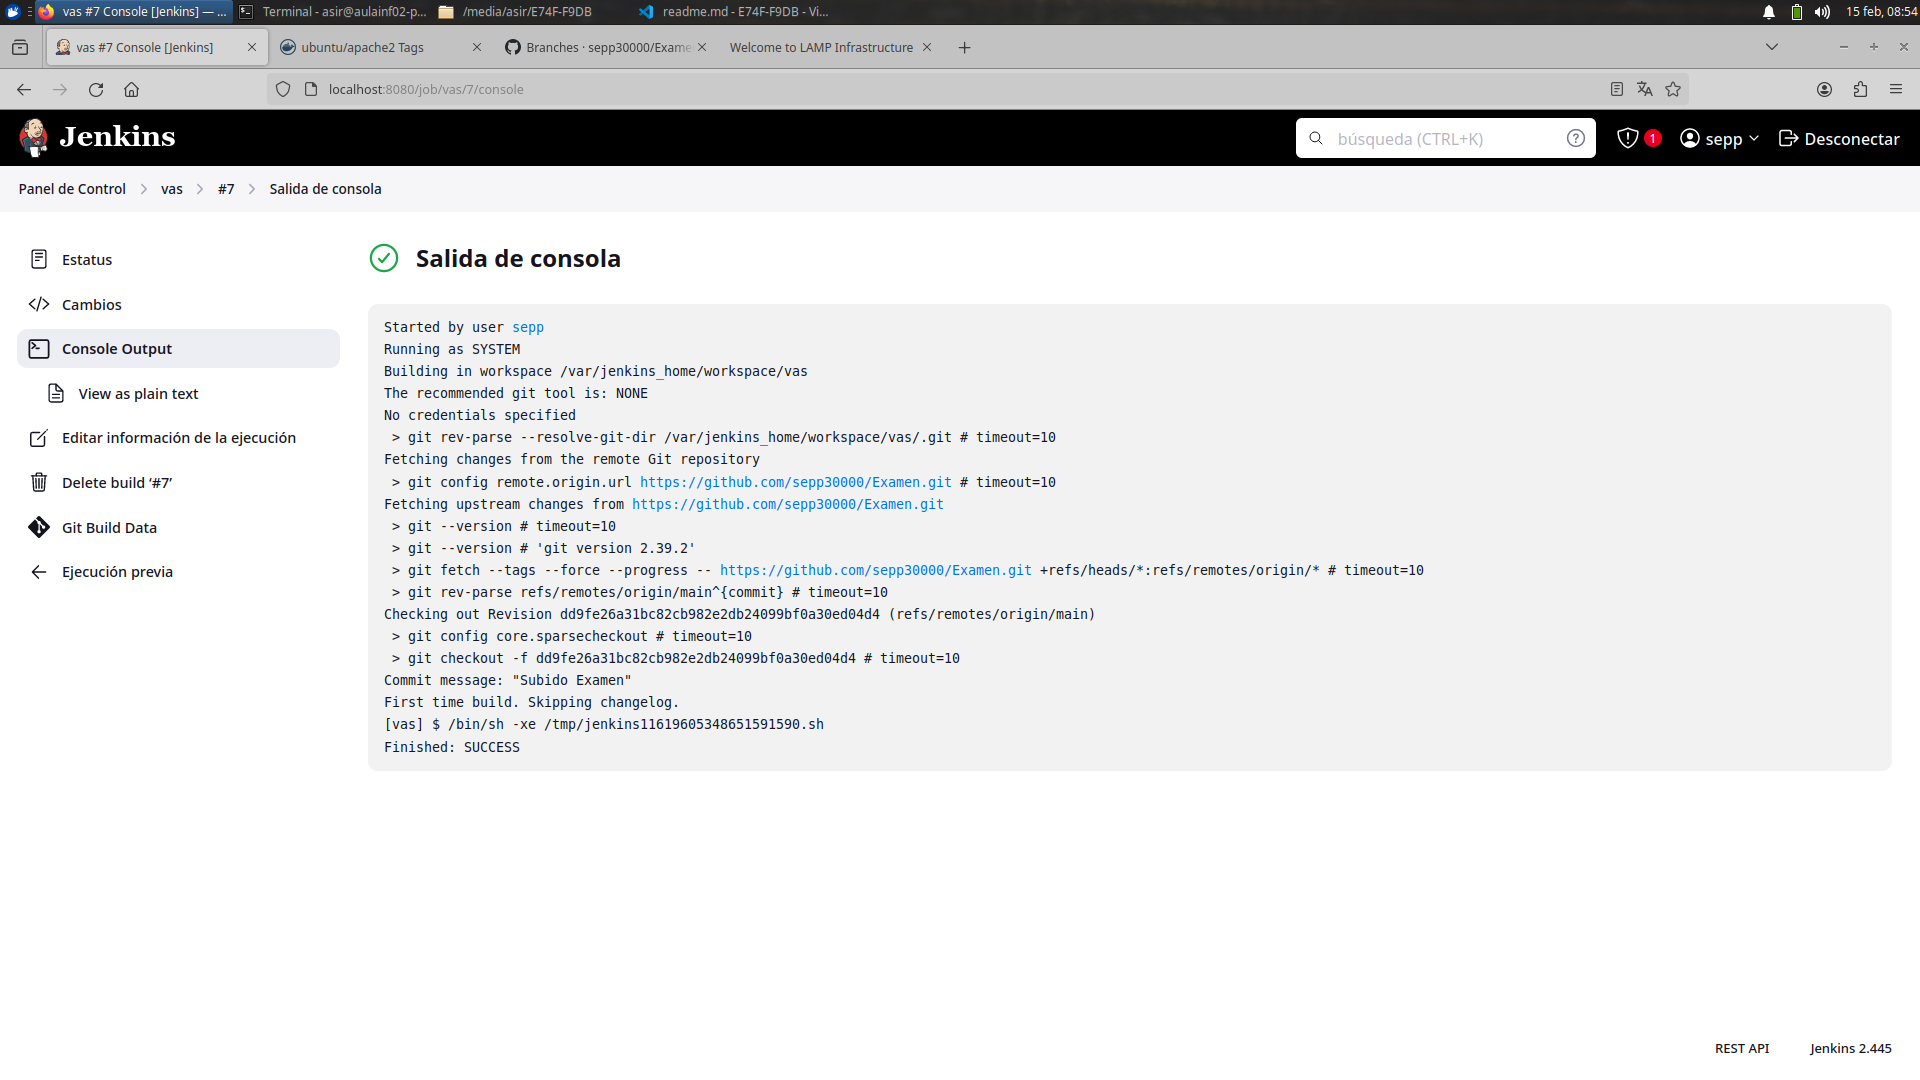 vas #7 Console [Jenkins] — ...
Terminal - asir@aulainf02-p...
/media/asir/E74F-F9DB
readme.md - E74F-F9DB - Vi...
15 feb, 08:54
vas #7 Console [Jenkins]
ubuntu/apache2 Tags
Branches · sepp30000/Exame
Welcome to LAMP Infrastructure
localhost:8080/job/vas/7/console
Jenkins
búsqueda (CTRL+K)
1
sepp
Desconectar
Panel de Control
vas
#7
Salida de consola
Estatus
Cambios
Console Output
View as plain text
Editar información de la ejecución
Delete build ‘#7’
Git Build Data
Ejecución previa
Salida de consola
Started by user sepp
Running as SYSTEM
Building in workspace /var/jenkins_home/workspace/vas
The recommended git tool is: NONE
No credentials specified
 > git rev-parse --resolve-git-dir /var/jenkins_home/workspace/vas/.git # timeout=10
Fetching changes from the remote Git repository
 > git config remote.origin.url https://github.com/sepp30000/Examen.git # timeout=10
Fetching upstream changes from https://github.com/sepp30000/Examen.git
 > git --version # timeout=10
 > git --version # 'git version 2.39.2'
 > git fetch --tags --force --progress -- https://github.com/sepp30000/Examen.git +refs/heads/*:refs/remotes/origin/* # timeout=10
 > git rev-parse refs/remotes/origin/main^{commit} # timeout=10
Checking out Revision dd9fe26a31bc82cb982e2db24099bf0a30ed04d4 (refs/remotes/origin/main)
 > git config core.sparsecheckout # timeout=10
 > git checkout -f dd9fe26a31bc82cb982e2db24099bf0a30ed04d4 # timeout=10
Commit message: "Subido Examen"
First time build. Skipping changelog.
[vas] $ /bin/sh -xe /tmp/jenkins11619605348651591590.sh
Finished: SUCCESS
REST API
Jenkins 2.445